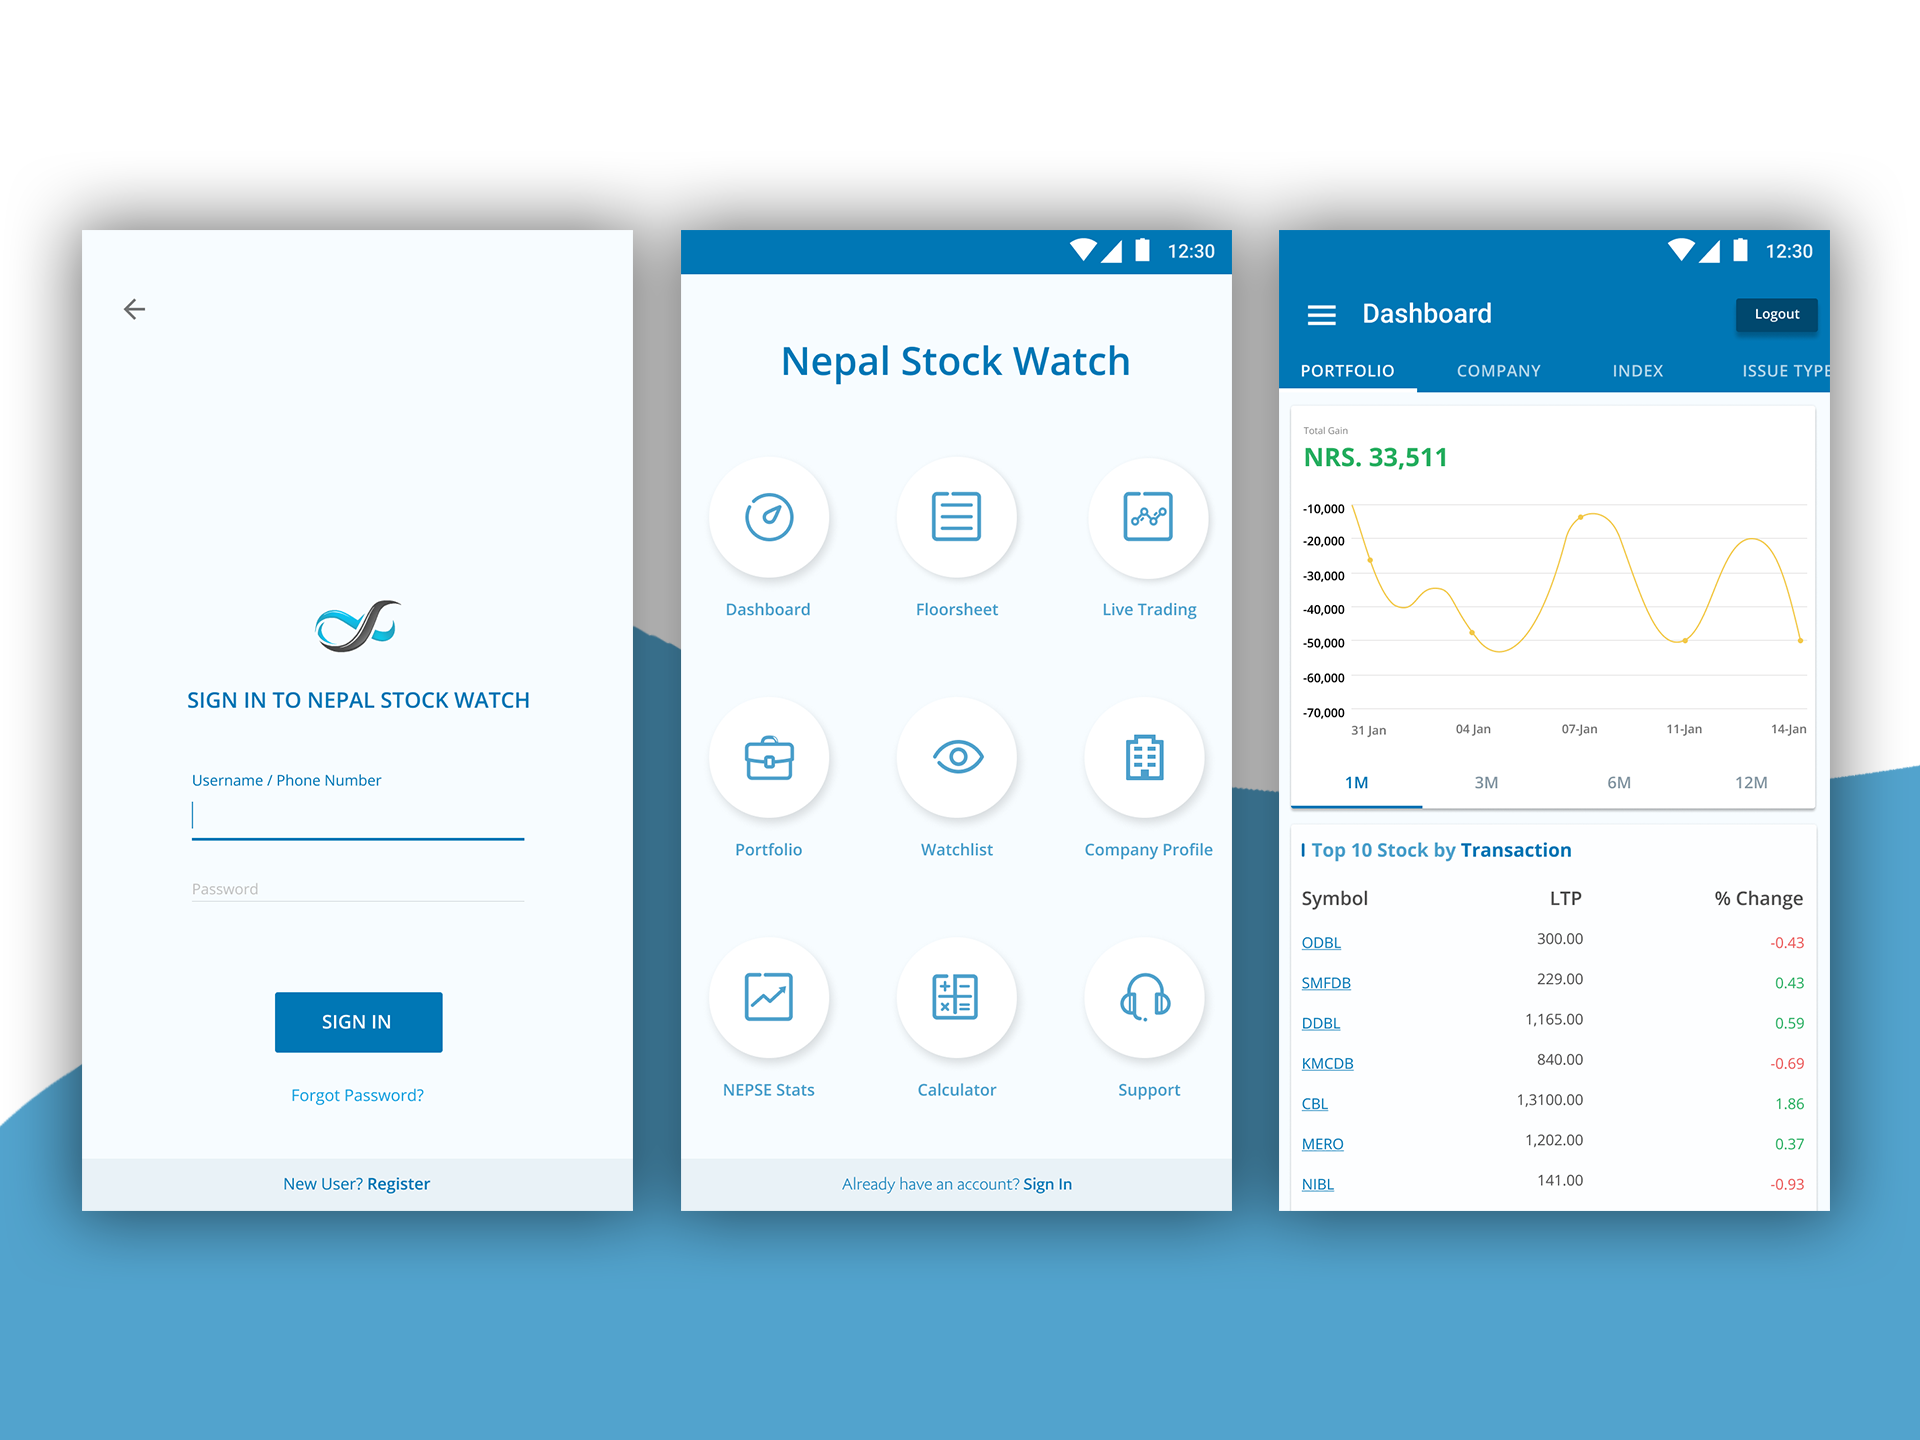 SIGN IN TO NEPAL STOCK WATCH
Username / Phone Number
Password
SIGN IN
Forgot Password?
New User? Register
12:30
Nepal Stock Watch
Dashboard Floorsheet Live Trading
Portfolio Watchlist Company Profile
NEPSE Stats Calculator Support
Already have an account? Sign In
12:30
Dashboard Logout
PORTFOLIO COMPANY INDEX ISSUE TYPE
Total Gain
NRS. 33,511
-10,000
-20,000
-30,000
-40,000
-50,000
-60,000
-70,000
31 Jan 04 Jan 07-Jan 11-Jan 14-Jan
1M 3M 6M 12M
Top 10 Stock by Transaction
Symbol LTP % Change
ODBL 300.00 -0.43
SMFDB 229.00 0.43
DDBL 1,165.00 0.59
KMCDB 840.00 -0.69
CBL 1,3100.00 1.86
MERO 1,202.00 0.37
NIBL 141.00 -0.93